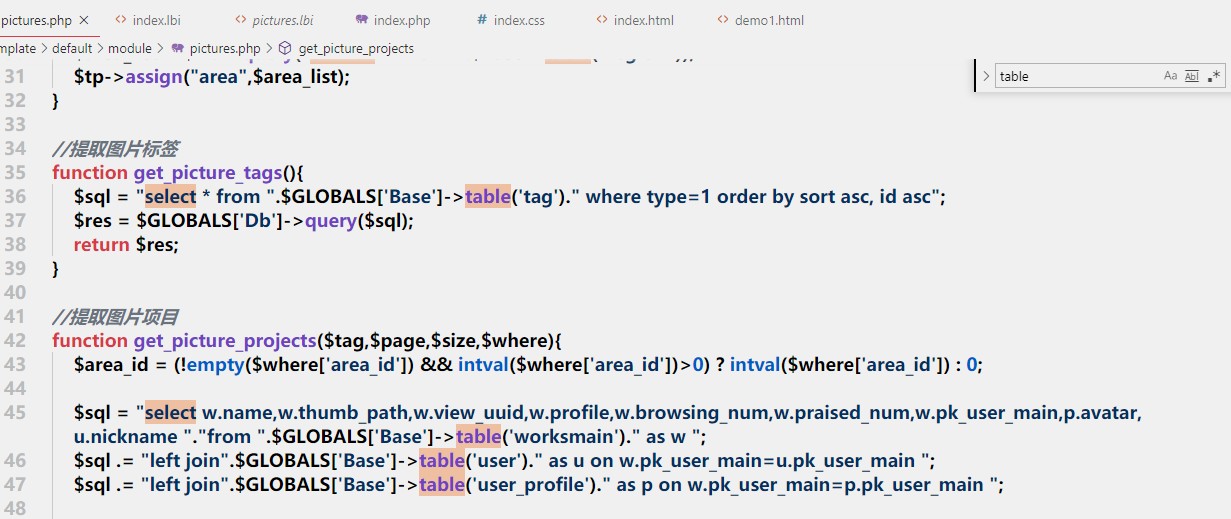 pictures.php × <> index.lbi <> pictures.lbi index.php # index.css <> index.html <> demo1.html
mplate > default > module > pictures.php > get_picture_projects
> table Aa Abl .*
31 $tp->assign("area",$area_list);
32 }
33
34 //提取图片标签
35 function get_picture_tags(){
36 $sql = "select * from ".$GLOBALS['Base']->table('tag')." where type=1 order by sort asc, id asc";
37 $res = $GLOBALS['Db']->query($sql);
38 return $res;
39 }
40
41 //提取图片项目
42 function get_picture_projects($tag,$page,$size,$where){
43 $area_id = (!empty($where['area_id']) && intval($where['area_id'])>0) ? intval($where['area_id']) : 0;
44
45 $sql = "select w.name,w.thumb_path,w.view_uuid,w.profile,w.browsing_num,w.praised_num,w.pk_user_main,p.avatar,
u.nickname "."from ".$GLOBALS['Base']->table('worksmain')." as w ";
46 $sql .= "left join".$GLOBALS['Base']->table('user')." as u on w.pk_user_main=u.pk_user_main ";
47 $sql .= "left join".$GLOBALS['Base']->table('user_profile')." as p on w.pk_user_main=p.pk_user_main ";
48